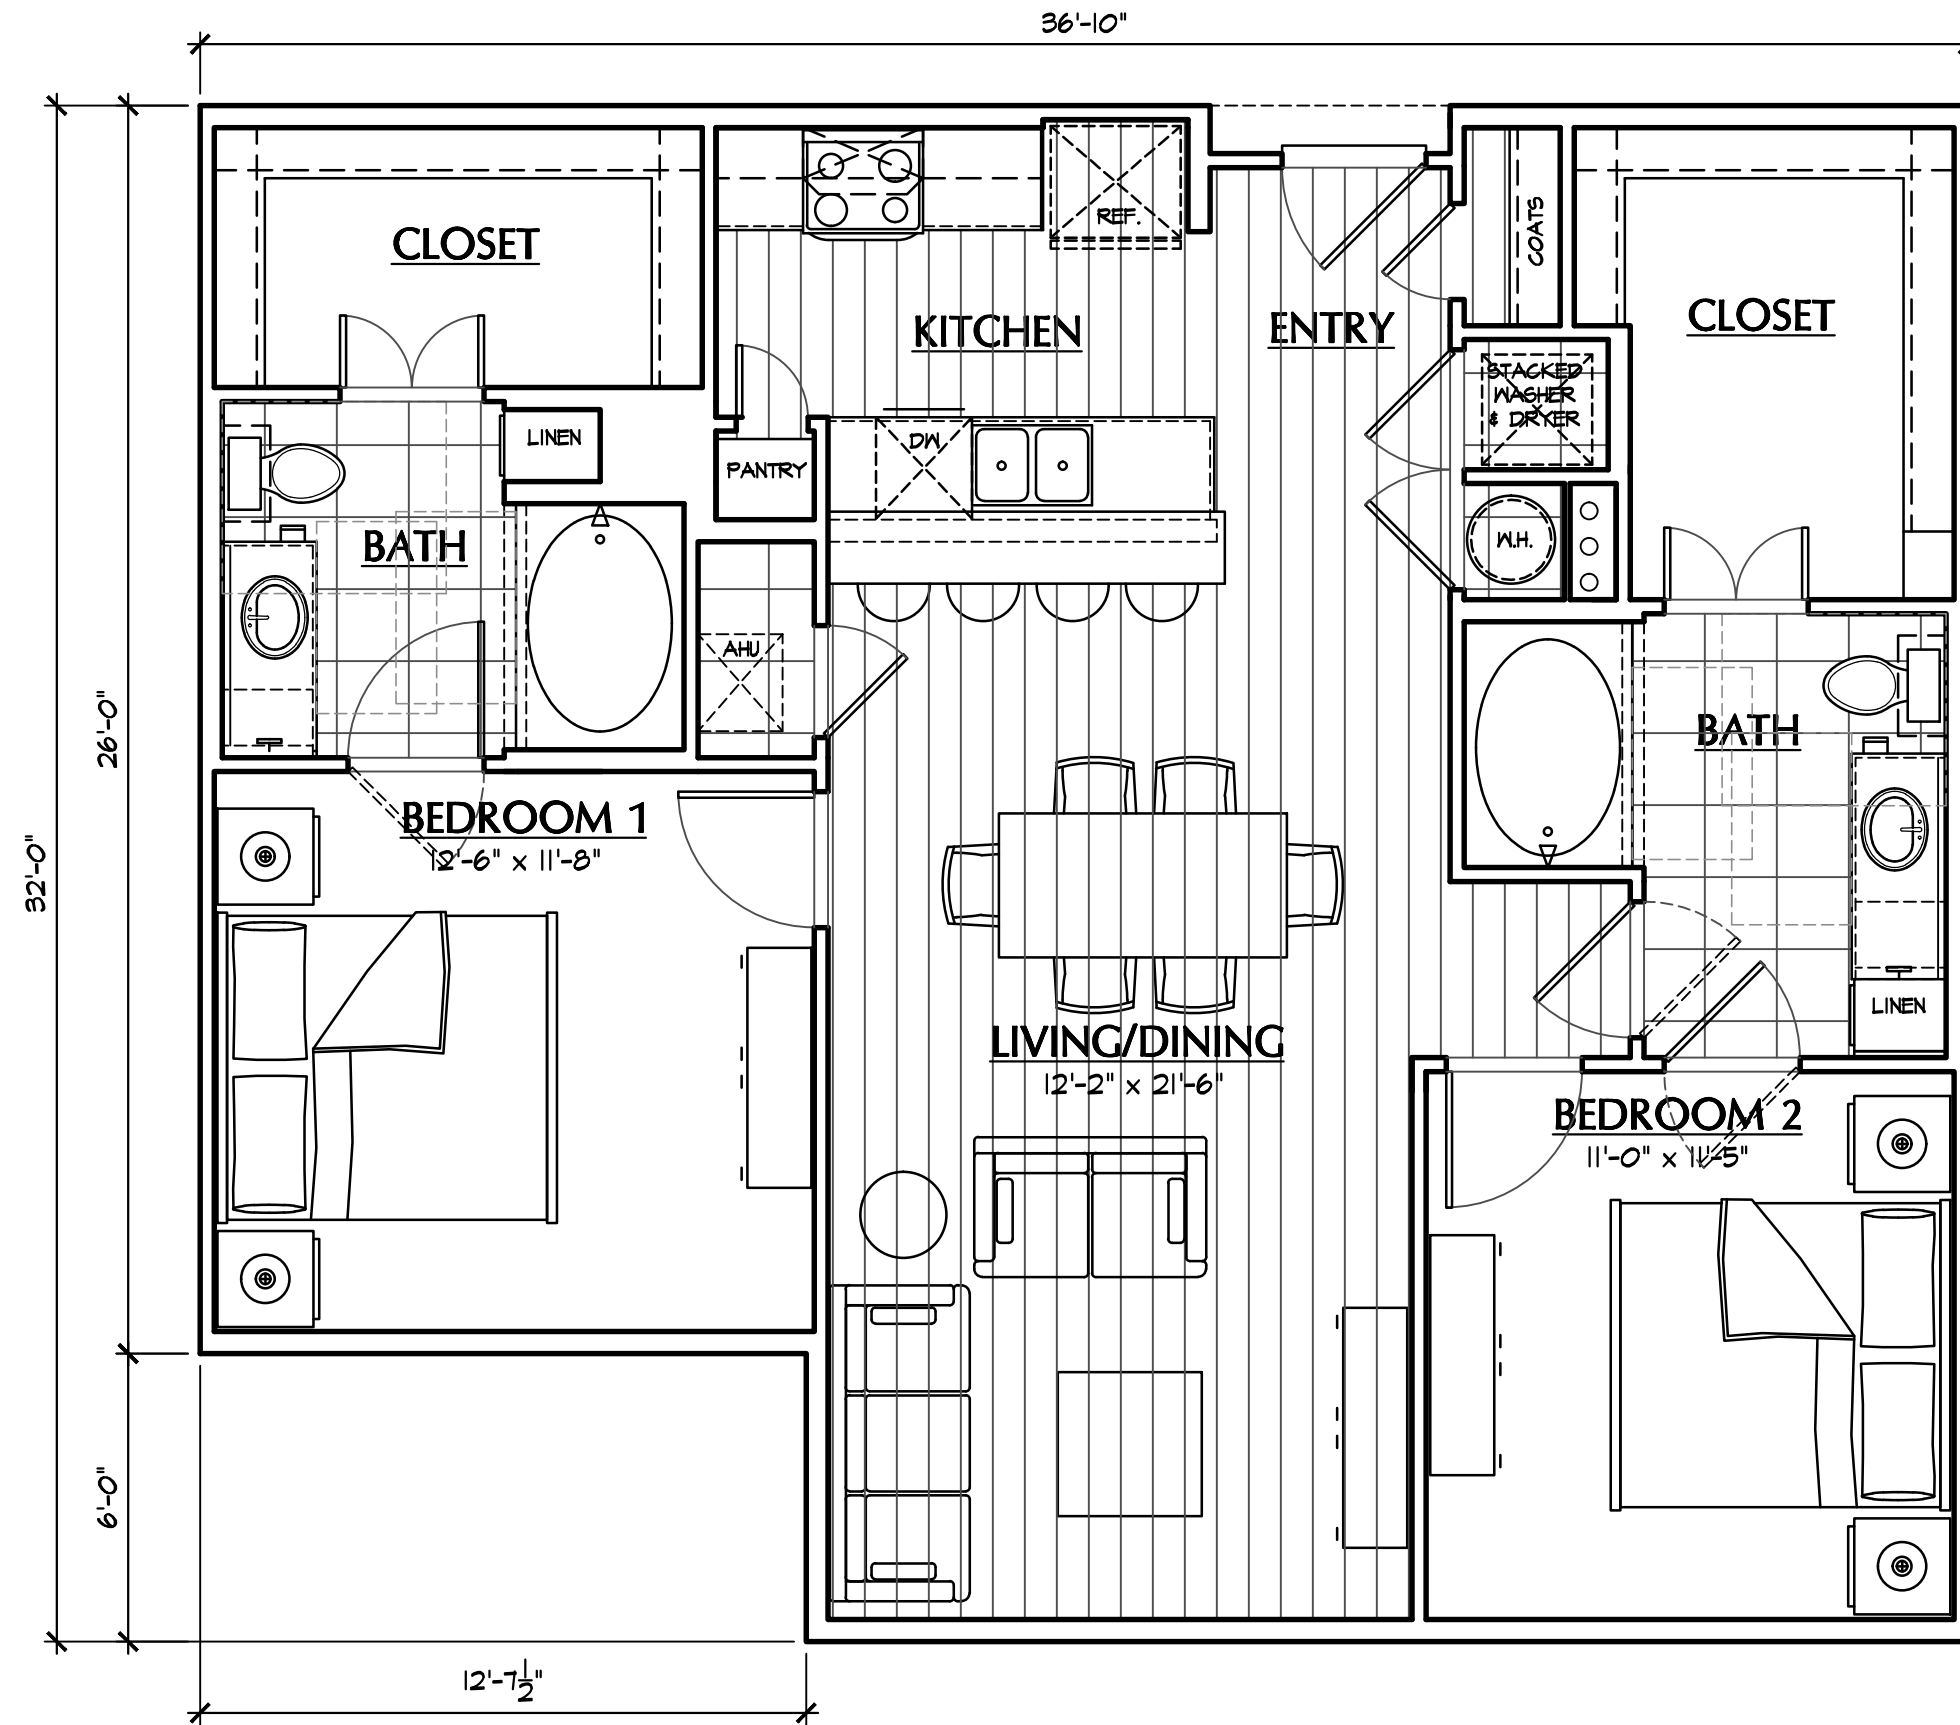 36'-10"
COATS
REF.
CLOSET
KITCHEN
ENTRY
CLOSET
STACKED
WASHER
& DRYER
LINEN
DW
PANTRY
BATH
W.H.
AHU
26'-0"
32'-0"
BATH
BEDROOM 1
12'-6" x 11'-8"
LINEN
LIVING/DINING
12'-2" x 21'-6"
BEDROOM 2
11'-0" x 11'-5"
6'-0"
12'-7½"